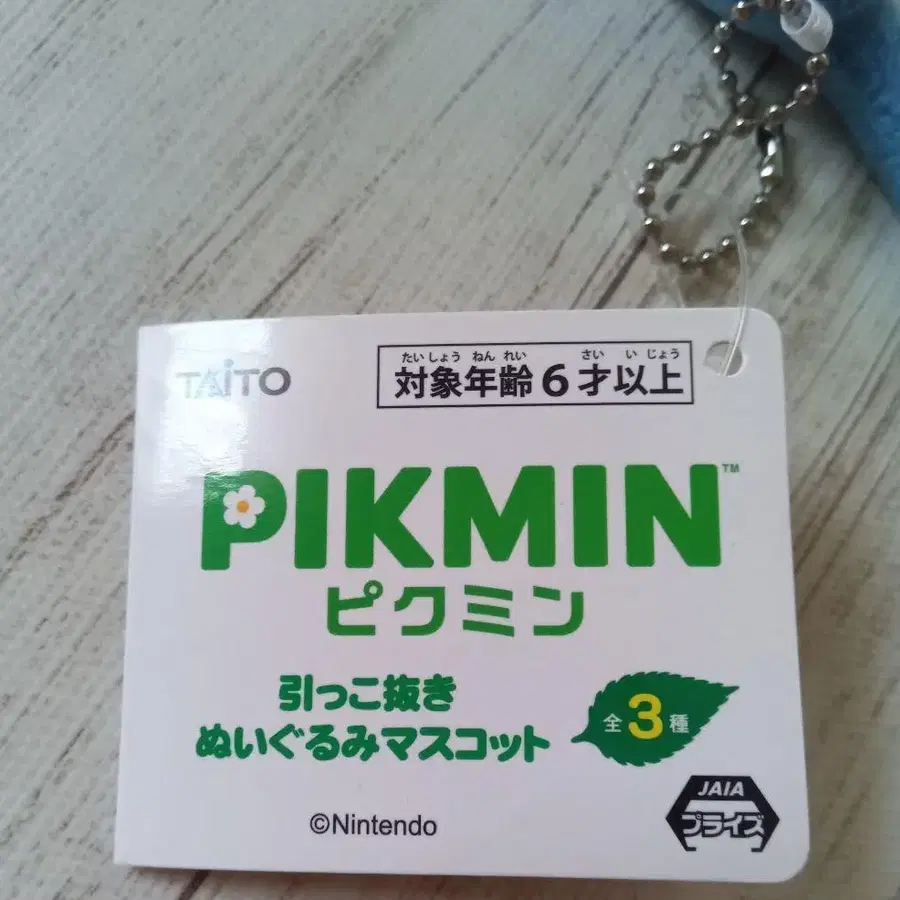 TAITO
たいしょう ねん れい さい い じょう
対象年齢6才以上
PIKMIN™
ピクミン
引っこ抜き
ぬいぐるみマスコット
全3種
©Nintendo
JAIA
プライズ